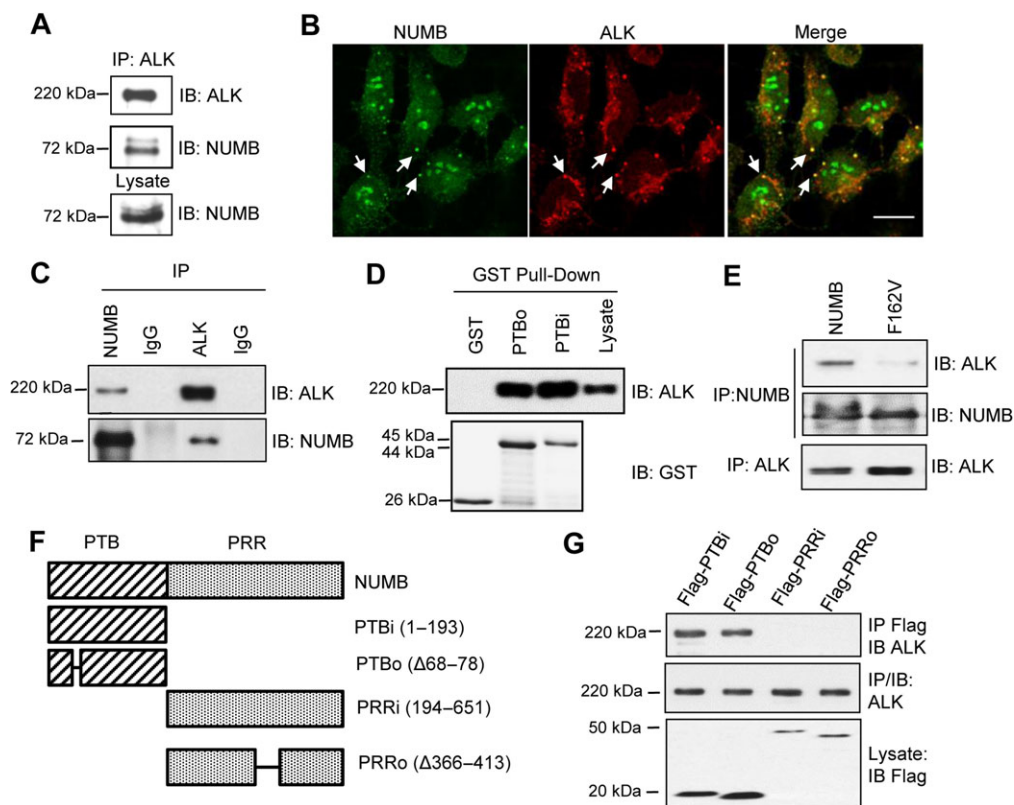 A
IP: ALK
220 kDa
IB: ALK
72 kDa
IB: NUMB
Lysate
72 kDa
IB: NUMB
B
NUMB
ALK
Merge
C
IP
NUMB
IgG
ALK
IgG
220 kDa
IB: ALK
72 kDa
IB: NUMB
D
GST Pull-Down
GST
PTBo
PTBi
Lysate
220 kDa
IB: ALK
45 kDa
44 kDa
IB: GST
26 kDa
E
NUMB
F162V
IB: ALK
IP:NUMB
IB: NUMB
IP: ALK
IB: ALK
F
PTB
PRR
NUMB
PTBi (1–193)
PTBo (Δ68–78)
PRRi (194–651)
PRRo (Δ366–413)
G
Flag-PTBi
Flag-PTBo
Flag-PRRi
Flag-PRRo
220 kDa
IP Flag
IB ALK
220 kDa
IP/IB:
ALK
50 kDa
Lysate:
IB Flag
20 kDa